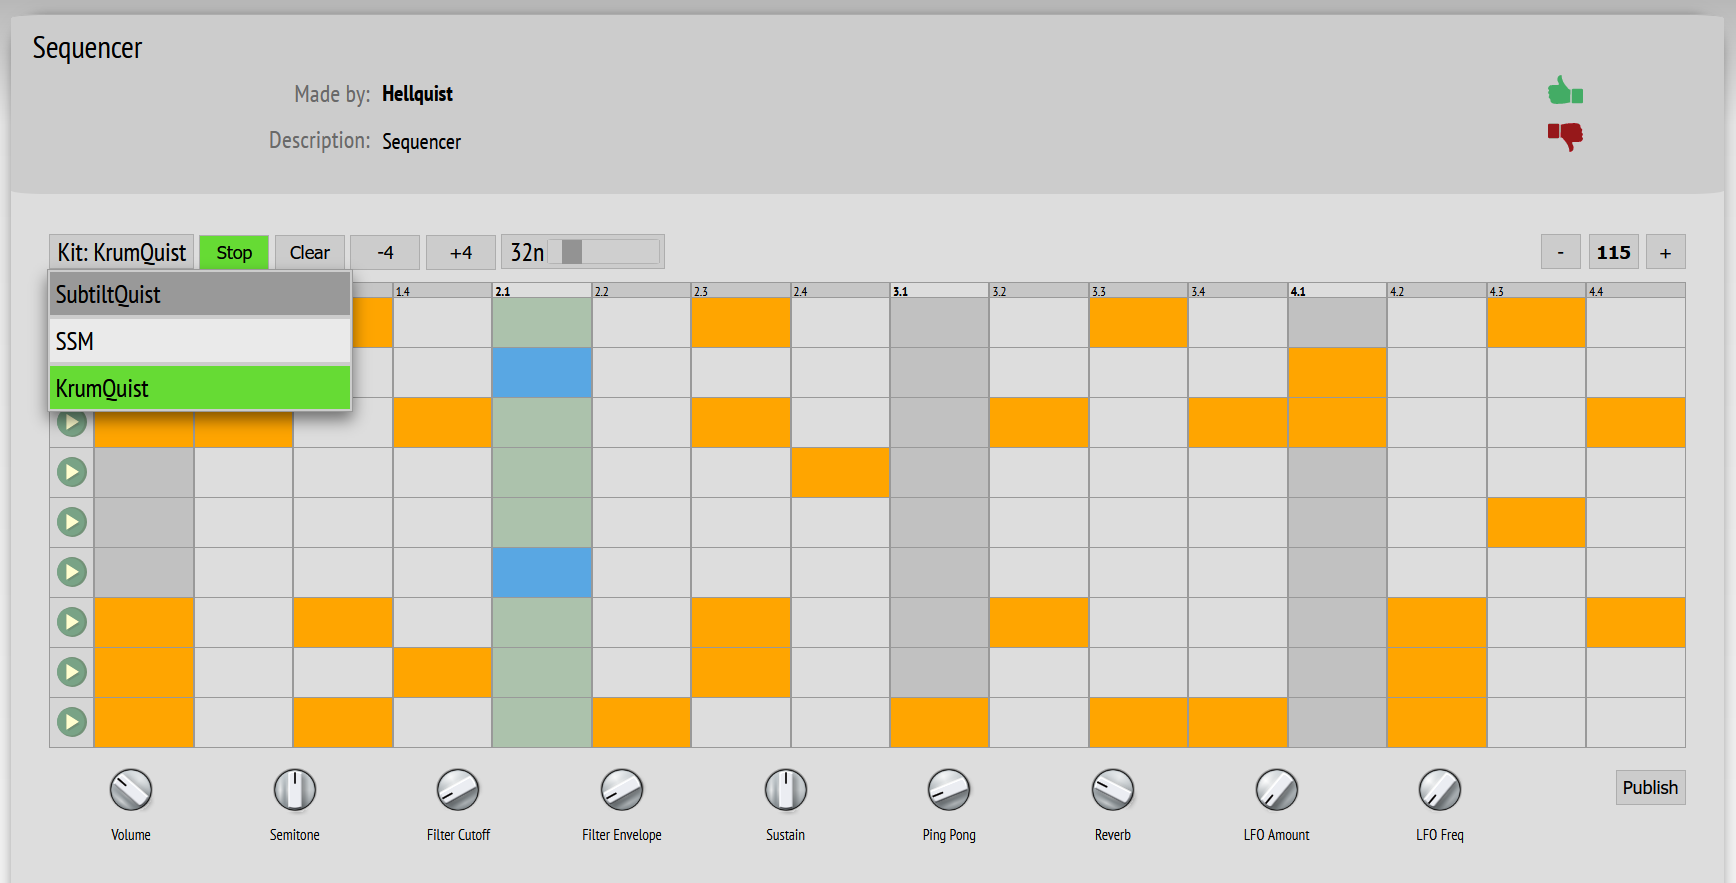 Sequencer
Made by: Hellquist
Description: Sequencer
Kit: KrumQuist Stop Clear -4 +4 32n - 115 +
SubtiltQuist
SSM
KrumQuist
1.4 2.1 2.2 2.3 2.4 3.1 3.2 3.3 3.4 4.1 4.2 4.3 4.4
Publish
Volume Semitone Filter Cutoff Filter Envelope Sustain Ping Pong Reverb LFO Amount LFO Freq